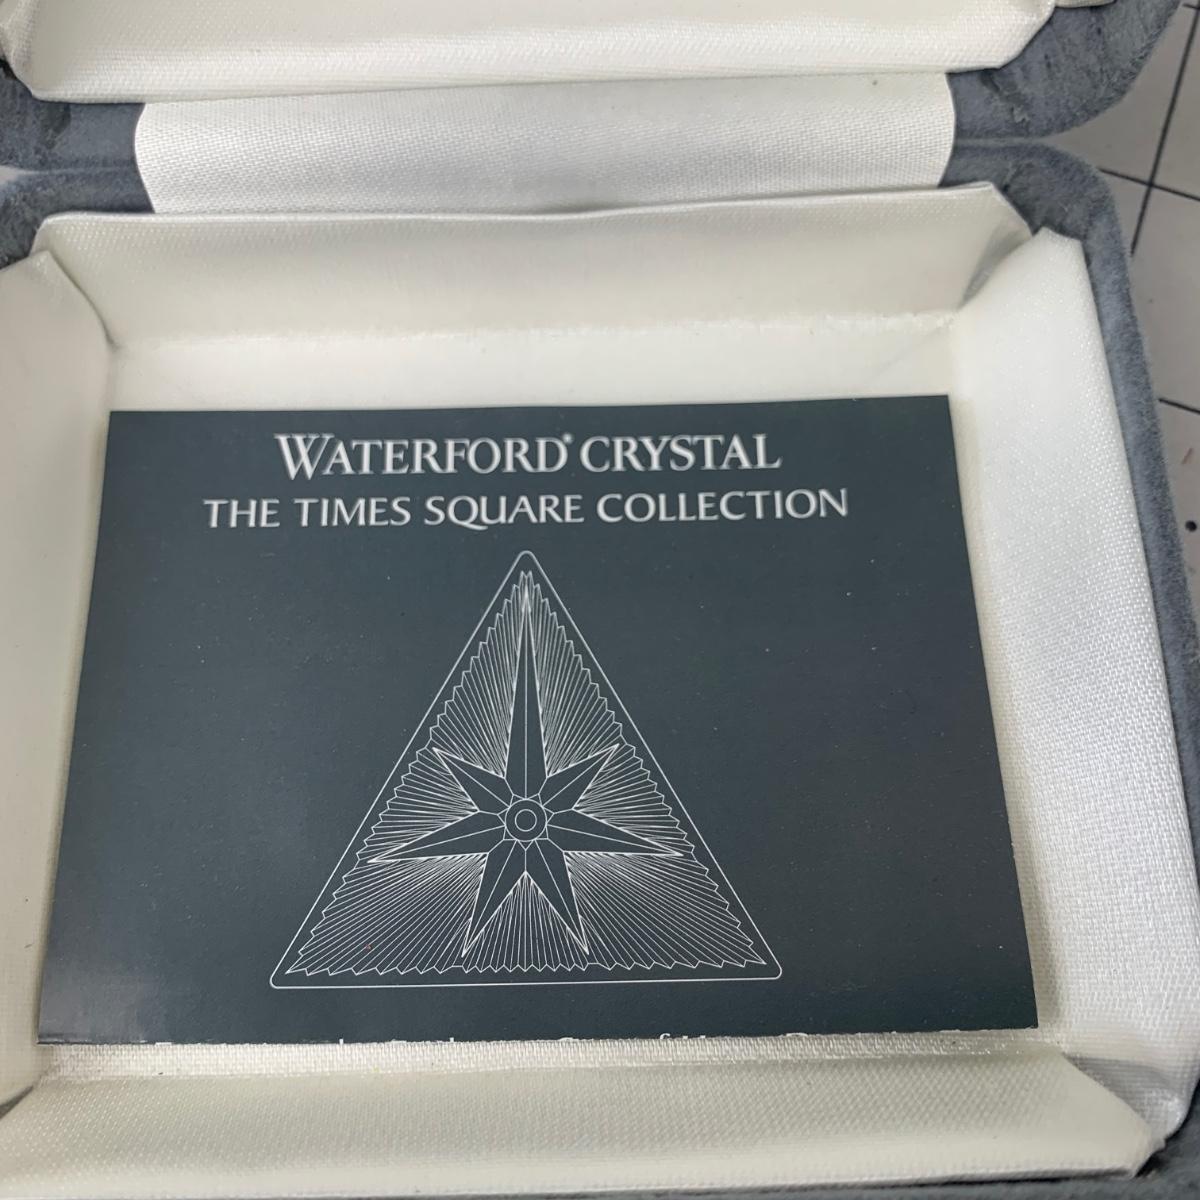 WATERFORD® CRYSTAL
THE TIMES SQUARE COLLECTION